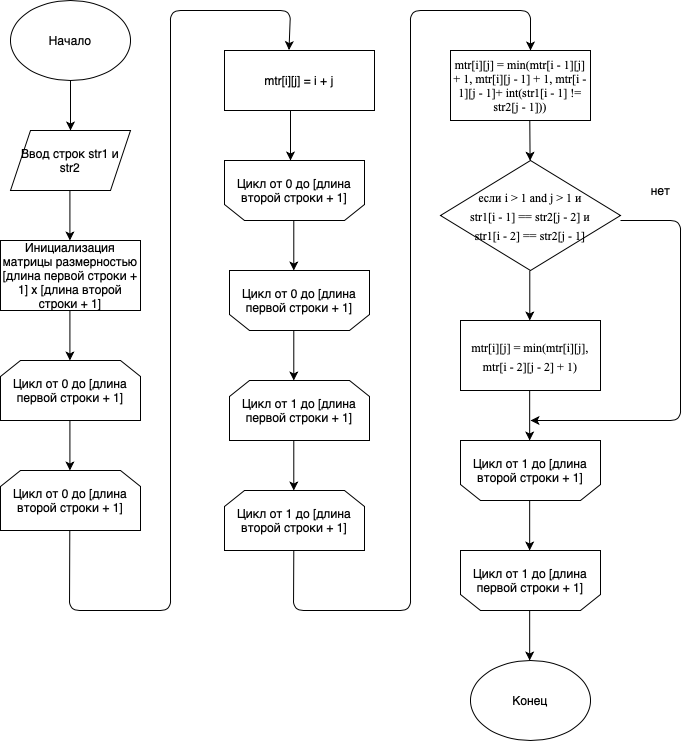 Начало
Ввод строк str1 и
str2
Инициализация
матрицы размерностью
[длина первой строки +
1] x [длина второй
строки + 1]
Цикл от 0 до [длина
первой строки + 1]
Цикл от 0 до [длина
второй строки + 1]
mtr[i][j] = i + j
Цикл от 0 до [длина
второй строки + 1]
Цикл от 0 до [длина
первой строки + 1]
Цикл от 1 до [длина
первой строки + 1]
Цикл от 1 до [длина
второй строки + 1]
mtr[i][j] = min(mtr[i - 1][j]
+ 1, mtr[i][j - 1] + 1, mtr[i -
1][j - 1]+ int(str1[i - 1] !=
str2[j - 1]))
если i > 1 and j > 1 и
str1[i - 1] == str2[j - 2] и
str1[i - 2] == str2[j - 1]
нет
mtr[i][j] = min(mtr[i][j],
mtr[i - 2][j - 2] + 1)
Цикл от 1 до [длина
второй строки + 1]
Цикл от 1 до [длина
первой строки + 1]
Конец